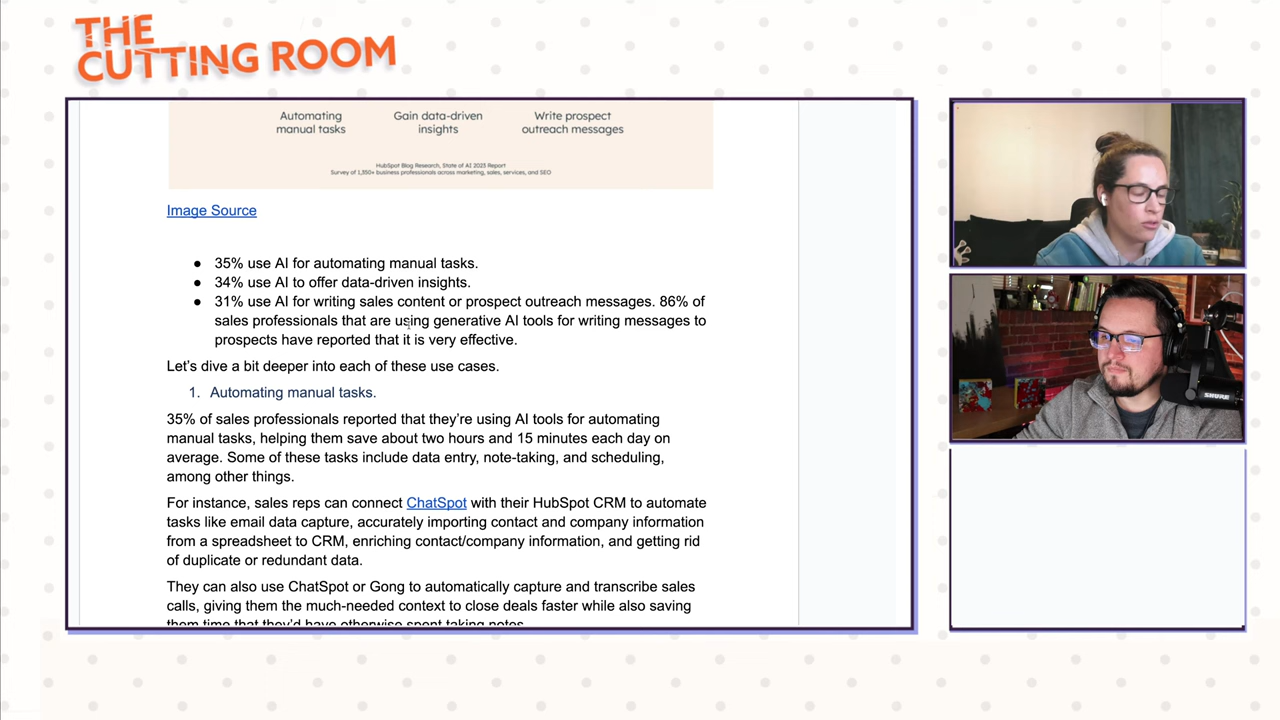 THE
CUTTING ROOM
Automating
manual tasks
Gain data-driven
insights
Write prospect
outreach messages
HubSpot Blog Research, State of AI 2023 Report
Survey of 1,350+ business professionals across marketing, sales, services, and SEO
Image Source
● 35% use AI for automating manual tasks.
● 34% use AI to offer data-driven insights.
● 31% use AI for writing sales content or prospect outreach messages. 86% of
sales professionals that are using generative AI tools for writing messages to
prospects have reported that it is very effective.
Let’s dive a bit deeper into each of these use cases.
1. Automating manual tasks.
35% of sales professionals reported that they’re using AI tools for automating
manual tasks, helping them save about two hours and 15 minutes each day on
average. Some of these tasks include data entry, note-taking, and scheduling,
among other things.
For instance, sales reps can connect ChatSpot with their HubSpot CRM to automate
tasks like email data capture, accurately importing contact and company information
from a spreadsheet to CRM, enriching contact/company information, and getting rid
of duplicate or redundant data.
They can also use ChatSpot or Gong to automatically capture and transcribe sales
calls, giving them the much-needed context to close deals faster while also saving
them time that they’d have otherwise spent taking notes.
SHURE